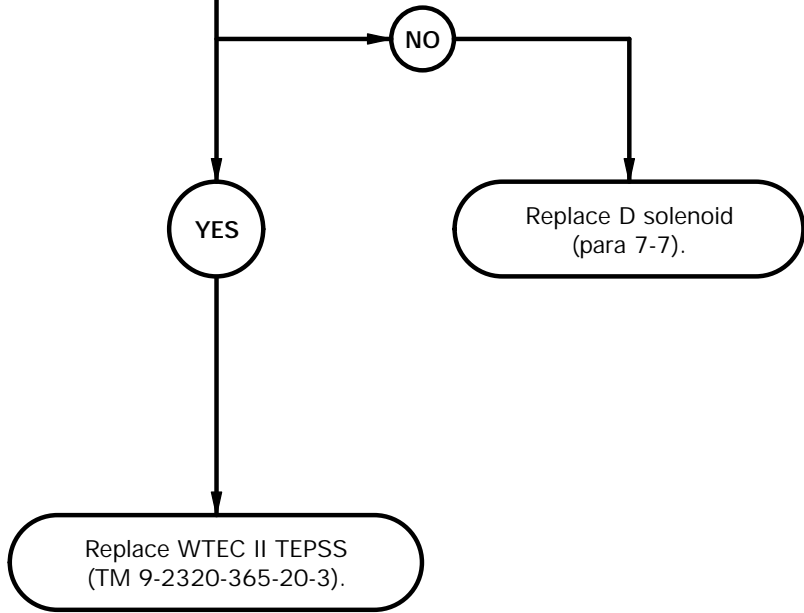 NO
YES
Replace D solenoid
(para 7-7).
Replace WTEC II TEPSS
(TM 9-2320-365-20-3).